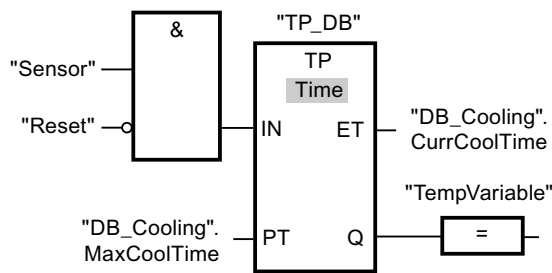 &
"TP_DB"
TP
Time
"Sensor"
"Reset"
IN
ET
"DB_Cooling".
CurrCoolTime
"TempVariable"
"DB_Cooling".
MaxCoolTime
PT
Q
=